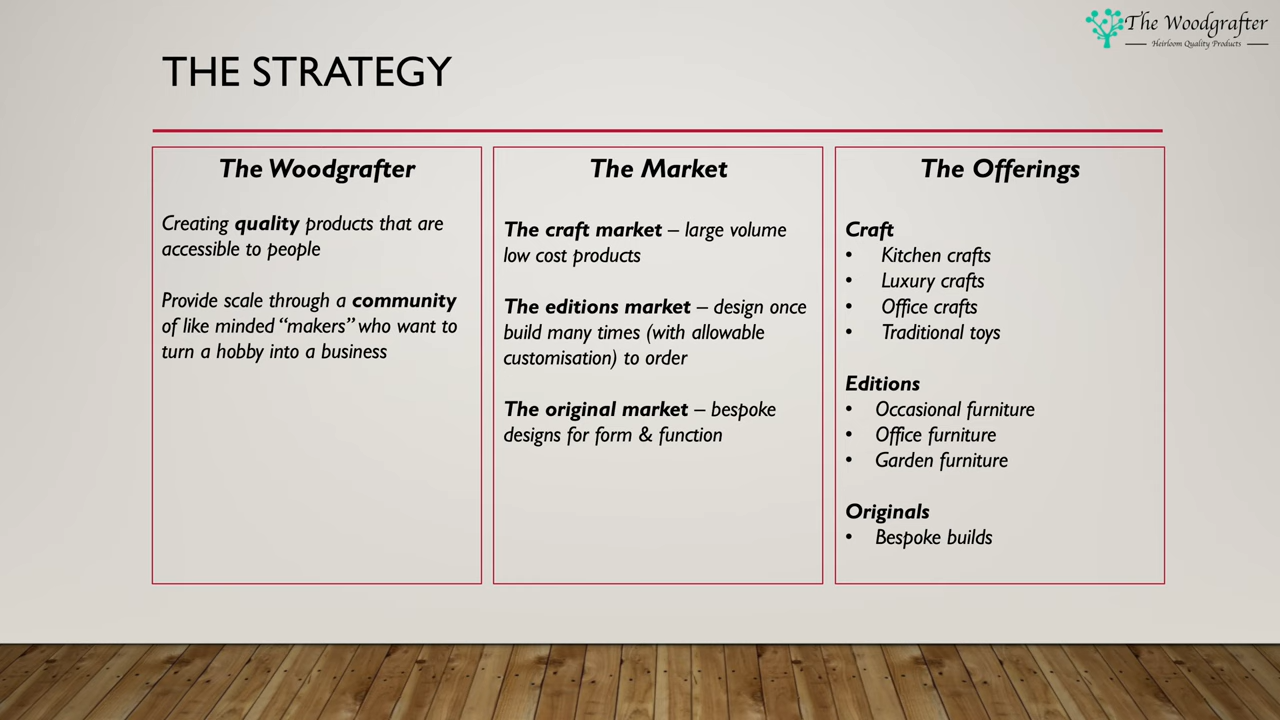 The Woodgrafter
Heirloom Quality Products
THE STRATEGY
The Woodgrafter
Creating quality products that are
accessible to people
Provide scale through a community
of like minded “makers” who want to
turn a hobby into a business
The Market
The craft market – large volume
low cost products
The editions market – design once
build many times (with allowable
customisation) to order
The original market – bespoke
designs for form & function
The Offerings
Craft
• Kitchen crafts
• Luxury crafts
• Office crafts
• Traditional toys
Editions
• Occasional furniture
• Office furniture
• Garden furniture
Originals
• Bespoke builds